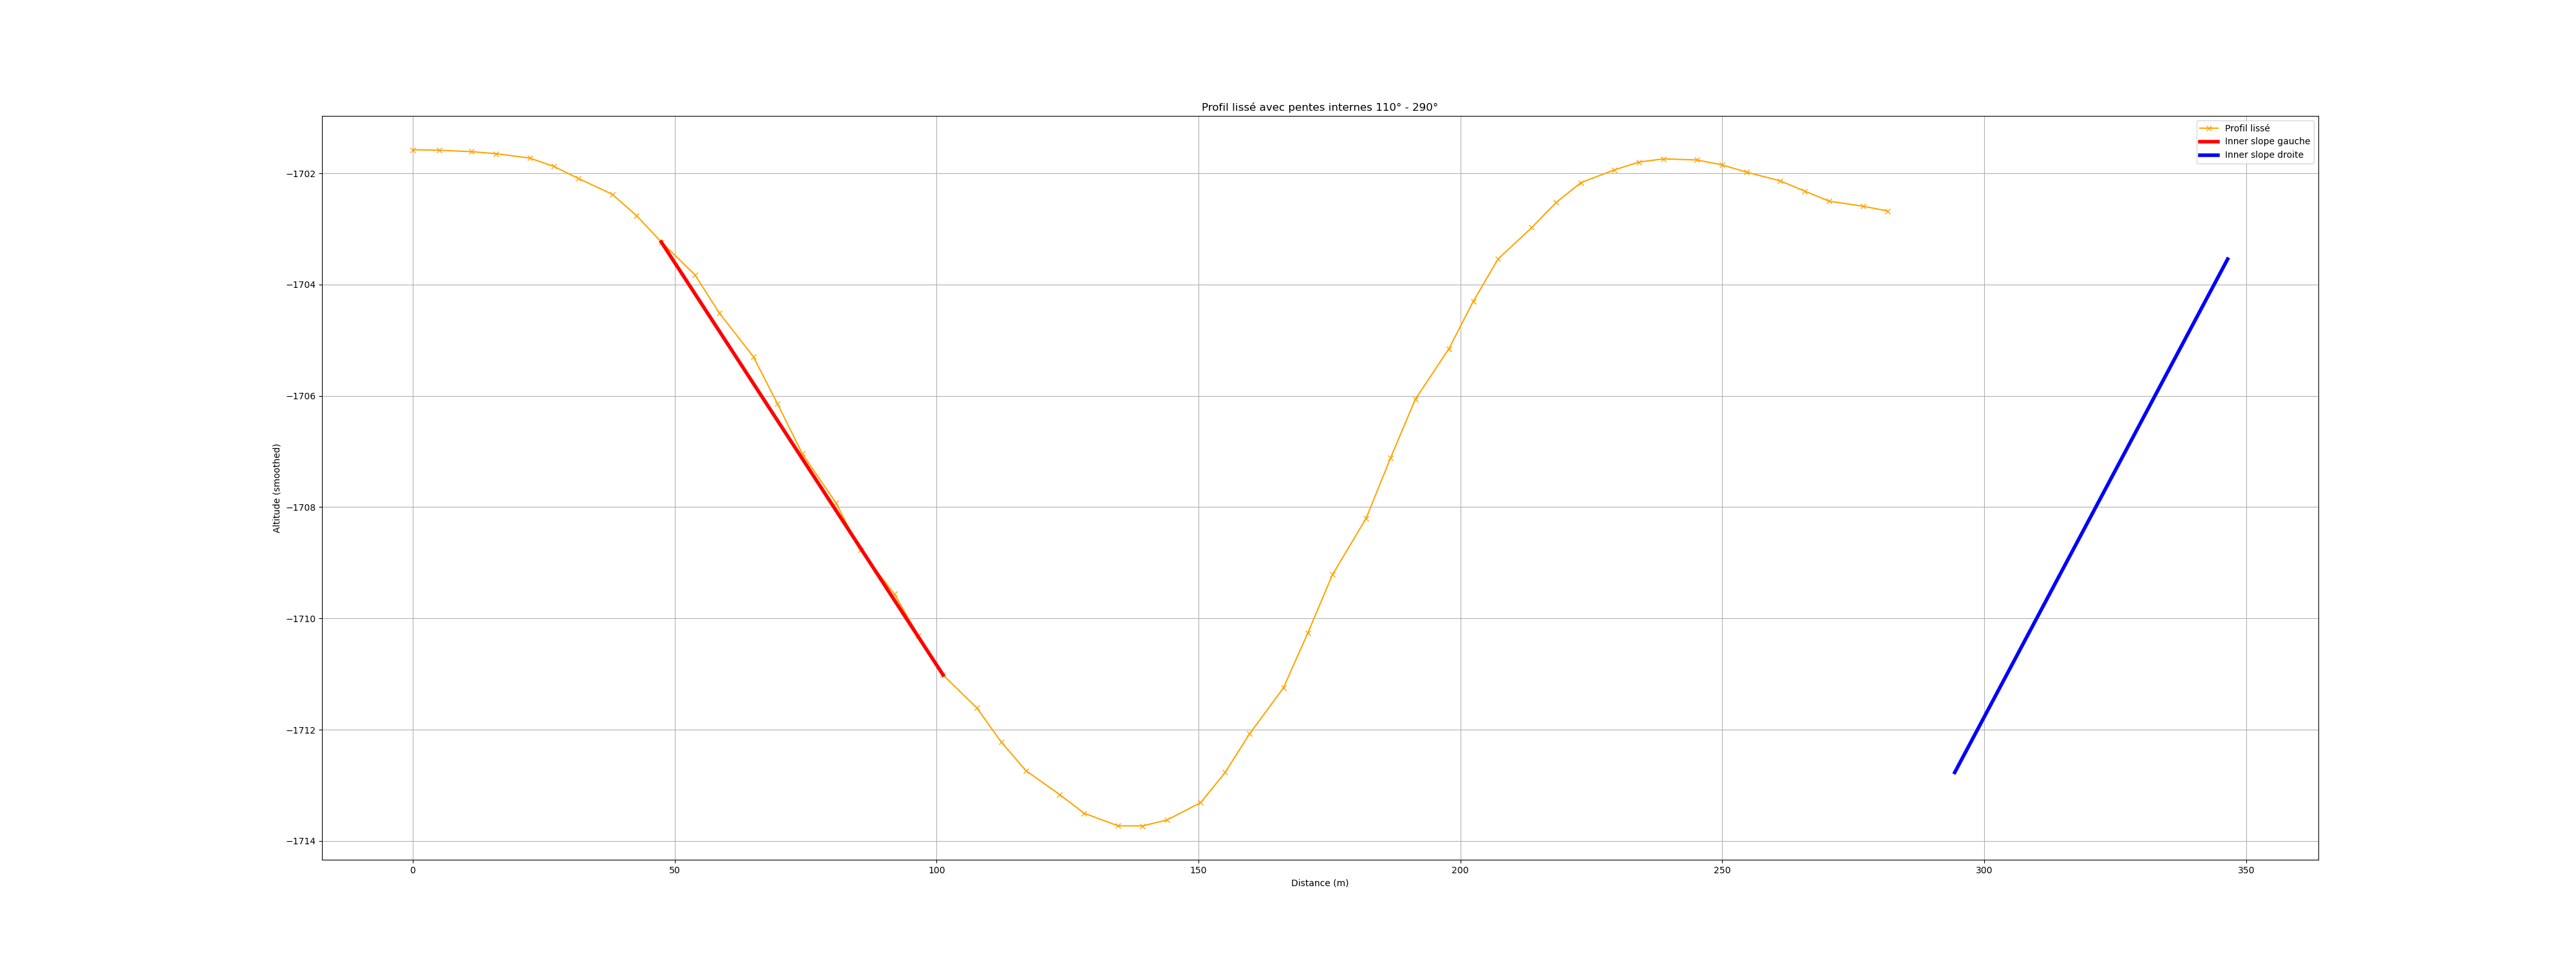 Profil lissé avec pentes internes 110° - 290°
Profil lissé
Inner slope gauche
Inner slope droite
−1702
−1704
−1706
−1708
−1710
−1712
−1714
Altitude (smoothed)
0 50 100 150 200 250 300 350
Distance (m)